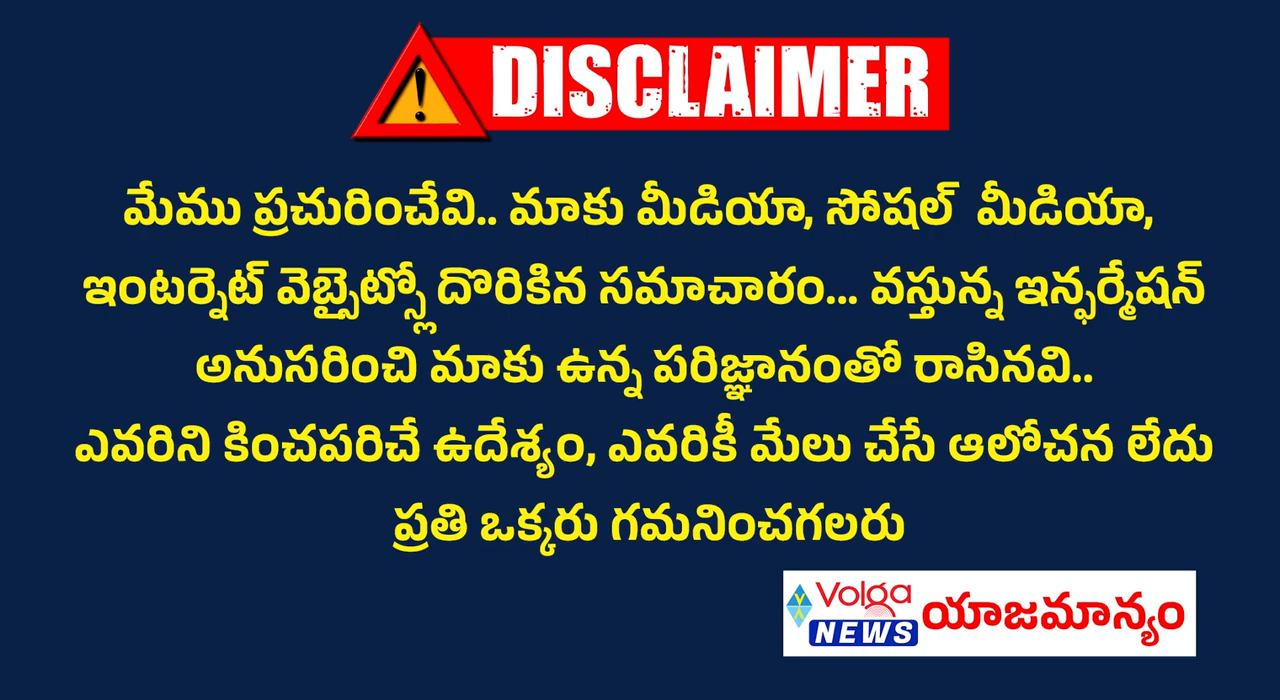 DISCLAIMER
మేము ప్రచురించేవి.. మాకు మీడియా, సోషల్ మీడియా,
ఇంటర్నెట్ వెబ్సైట్స్లో దొరికిన సమాచారం... వస్తున్న ఇన్ఫర్మేషన్
అనుసరించి మాకు ఉన్న పరిజ్ఞానంతో రాసినవి..
ఎవరిని కించపరిచే ఉదేశ్యం, ఎవరికీ మేలు చేసే ఆలోచన లేదు
ప్రతి ఒక్కరు గమనించగలరు
Volga NEWS యాజమాన్యం